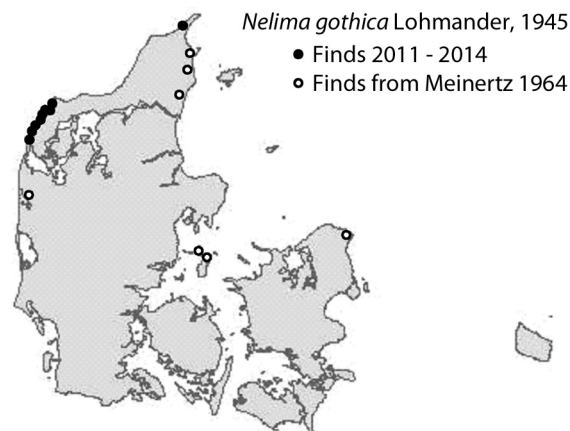 Nelima gothica Lohmander, 1945
Finds 2011 - 2014
Finds from Meinertz 1964